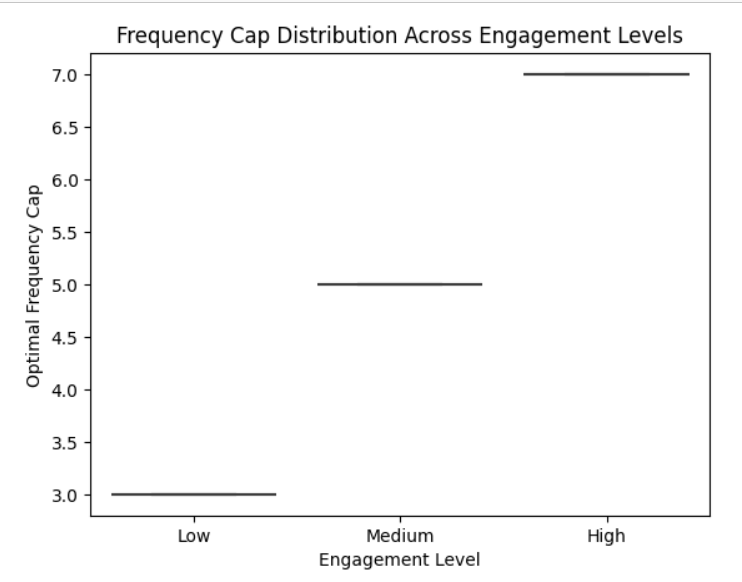 Frequency Cap Distribution Across Engagement Levels
7.0
6.5
6.0
5.5
5.0
4.5
4.0
3.5
3.0
Optimal Frequency Cap
Low Medium High
Engagement Level